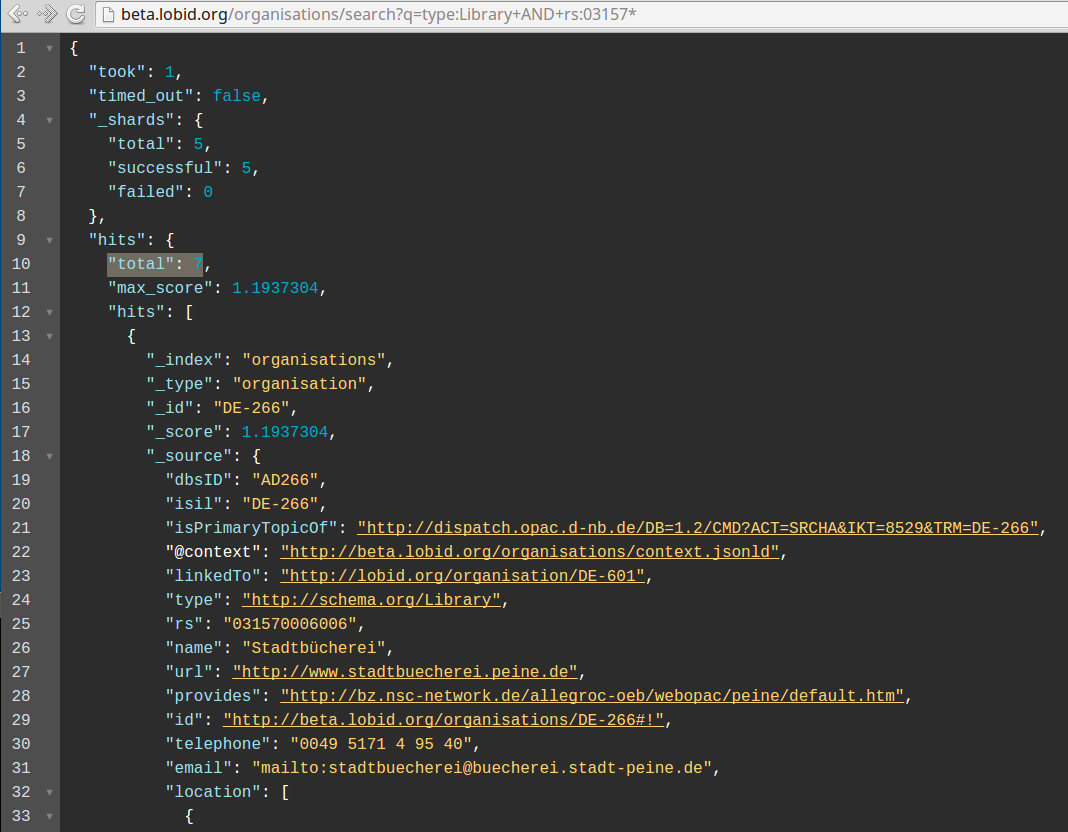 beta.lobid.org/organisations/search?q=type:Library+AND+rs:03157*
1 {
2 "took": 1,
3 "timed_out": false,
4 "_shards": {
5 "total": 5,
6 "successful": 5,
7 "failed": 0
8 },
9 "hits": {
10 "total": 7,
11 "max_score": 1.1937304,
12 "hits": [
13 {
14 "_index": "organisations",
15 "_type": "organisation",
16 "_id": "DE-266",
17 "_score": 1.1937304,
18 "_source": {
19 "dbsID": "AD266",
20 "isil": "DE-266",
21 "isPrimaryTopicOf": "http://dispatch.opac.d-nb.de/DB=1.2/CMD?ACT=SRCHA&IKT=8529&TRM=DE-266",
22 "@context": "http://beta.lobid.org/organisations/context.jsonld",
23 "linkedTo": "http://lobid.org/organisation/DE-601",
24 "type": "http://schema.org/Library",
25 "rs": "031570006006",
26 "name": "Stadtbücherei",
27 "url": "http://www.stadtbuecherei.peine.de",
28 "provides": "http://bz.nsc-network.de/allegroc-oeb/webopac/peine/default.htm",
29 "id": "http://beta.lobid.org/organisations/DE-266#!",
30 "telephone": "0049 5171 4 95 40",
31 "email": "mailto:stadtbuecherei@buecherei.stadt-peine.de",
32 "location": [
33 {